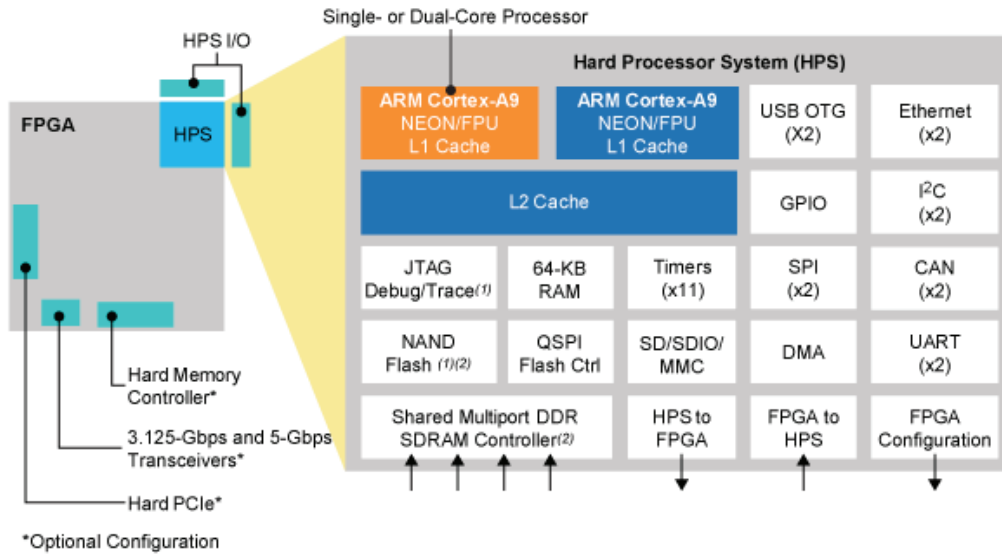 Single- or Dual-Core Processor
HPS I/O
FPGA
HPS
Hard Memory
Controller*
3.125-Gbps and 5-Gbps
Transceivers*
Hard PCIe*
*Optional Configuration
Hard Processor System (HPS)
ARM Cortex-A9
NEON/FPU
L1 Cache
ARM Cortex-A9
NEON/FPU
L1 Cache
USB OTG
(X2)
Ethernet
(x2)
L2 Cache
GPIO
I²C
(x2)
JTAG
Debug/Trace(1)
64-KB
RAM
Timers
(x11)
SPI
(x2)
CAN
(x2)
NAND
Flash (1)(2)
QSPI
Flash Ctrl
SD/SDIO/
MMC
DMA
UART
(x2)
Shared Multiport DDR
SDRAM Controller(2)
HPS to
FPGA
FPGA to
HPS
FPGA
Configuration